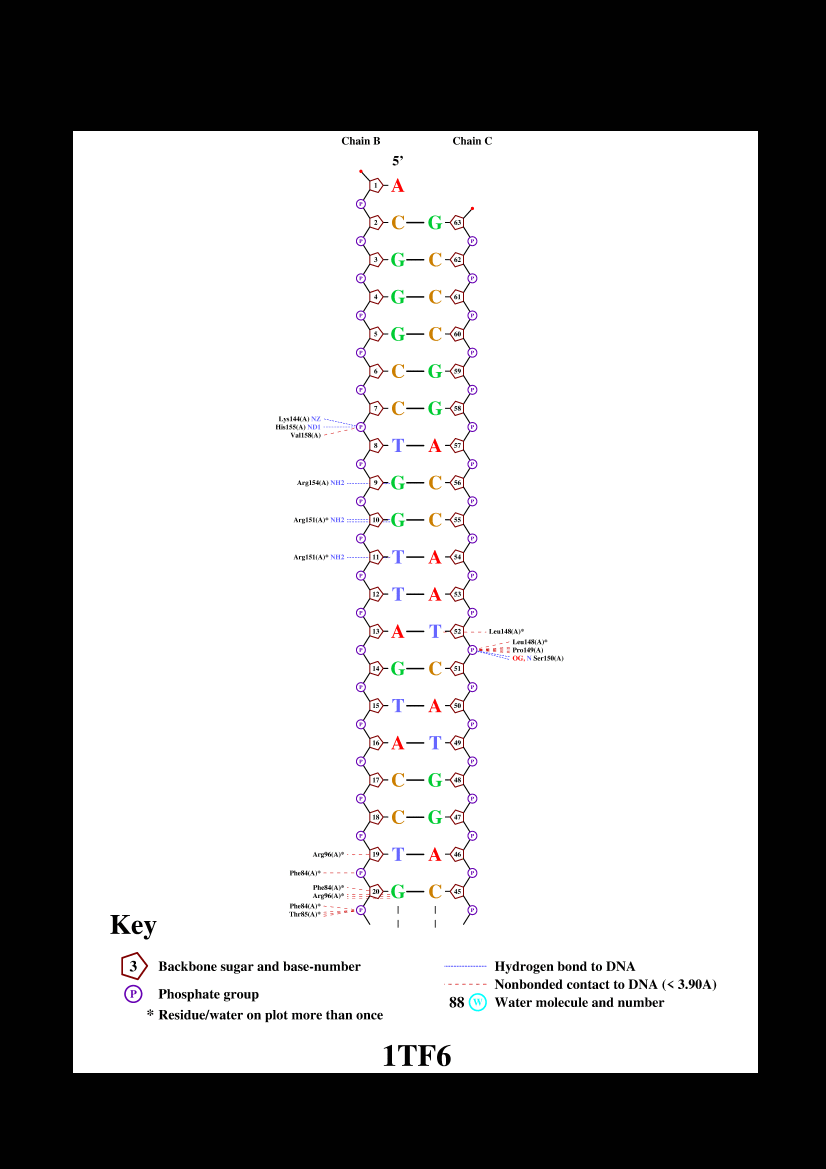 Chain B Chain C
5’
1 A
P
2 C G 63
P P
3 G C 62
P P
4 G C 61
P P
5 G C 60
P P
6 C G 59
P P
7 C G 58
Lys144(A) NZ
His155(A) ND1 P P
Val158(A)
8 T A 57
P P
Arg154(A) NH2 9 G C 56
P P
Arg151(A)* NH2 10 G C 55
P P
Arg151(A)* NH2 11 T A 54
P P
12 T A 53
P P
13 A T 52 Leu148(A)*
Leu148(A)*
P P Pro149(A)
OG, N Ser150(A)
14 G C 51
P P
15 T A 50
P P
16 A T 49
P P
17 C G 48
P P
18 C G 47
P P
Arg96(A)* 19 T A 46
Phe84(A)* P P
Phe84(A)*
20 G C 45
Arg96(A)*
Phe84(A)*
P P
Thr85(A)*
Key
3 Backbone sugar and base-number
P Phosphate group
* Residue/water on plot more than once
Hydrogen bond to DNA
Nonbonded contact to DNA (< 3.90A)
88 W Water molecule and number
1TF6